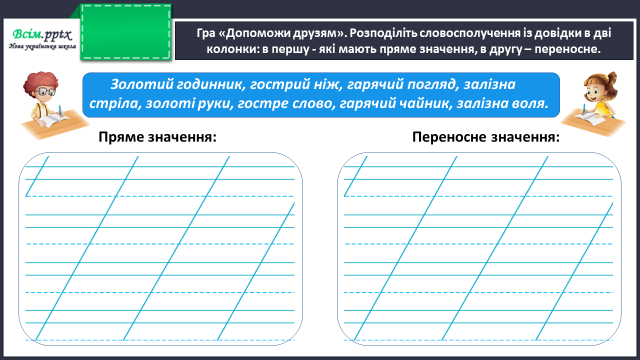 Всім.pptx
Нова українська школа
Гра «Допоможи друзям». Розподіліть словосполучення із довідки в дві
колонки: в першу - які мають пряме значення, в другу – переносне.
Золотий годинник, гострий ніж, гарячий погляд, залізна
стріла, золоті руки, гостре слово, гарячий чайник, залізна воля.
Пряме значення:
Переносне значення: